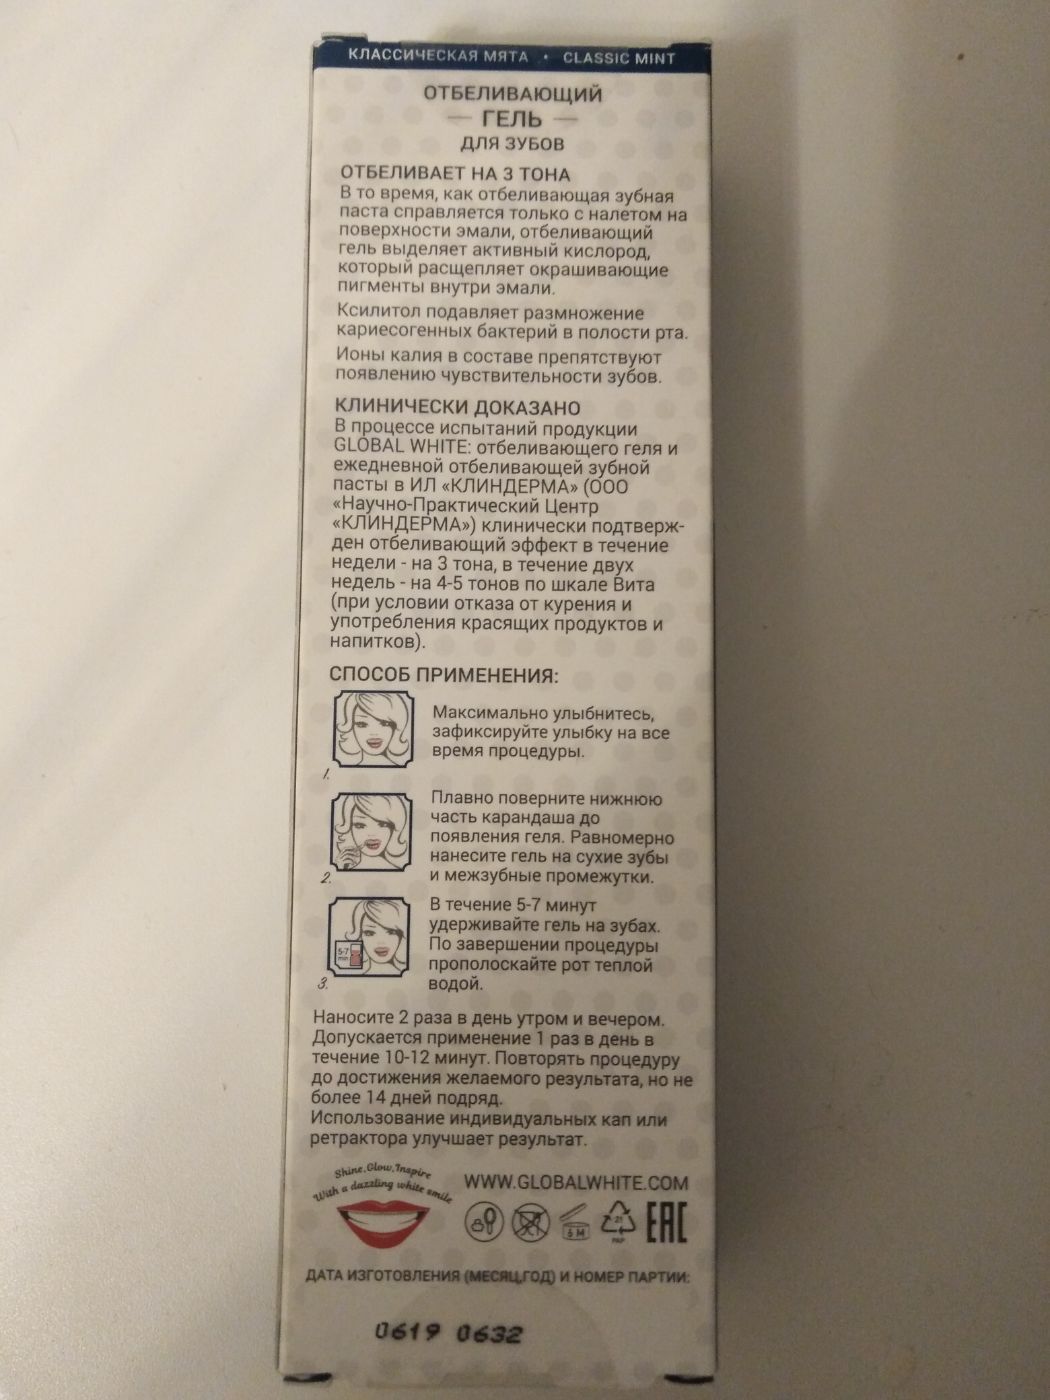 КЛАССИЧЕСКАЯ МЯТА • CLASSIC MINT
ОТБЕЛИВАЮЩИЙ
— ГЕЛЬ —
ДЛЯ ЗУБОВ
ОТБЕЛИВАЕТ НА 3 ТОНА
В то время, как отбеливающая зубная
паста справляется только с налетом на
поверхности эмали, отбеливающий
гель выделяет активный кислород,
который расщепляет окрашивающие
пигменты внутри эмали.
Ксилитол подавляет размножение
кариесогенных бактерий в полости рта.
Ионы калия в составе препятствуют
появлению чувствительности зубов.
КЛИНИЧЕСКИ ДОКАЗАНО
В процессе испытаний продукции
GLOBAL WHITE: отбеливающего геля и
ежедневной отбеливающей зубной
пасты в ИЛ «КЛИНДЕРМА» (ООО
«Научно-Практический Центр
«КЛИНДЕРМА») клинически подтверж-
ден отбеливающий эффект в течение
недели - на 3 тона, в течение двух
недель - на 4-5 тонов по шкале Вита
(при условии отказа от курения и
употребления красящих продуктов и
напитков).
СПОСОБ ПРИМЕНЕНИЯ:
Максимально улыбнитесь,
зафиксируйте улыбку на все
время процедуры.
1.
Плавно поверните нижнюю
часть карандаша до
появления геля. Равномерно
нанесите гель на сухие зубы
и межзубные промежутки.
2.
В течение 5-7 минут
удерживайте гель на зубах.
По завершении процедуры
прополоскайте рот теплой
водой.
5-7
min
3.
Наносите 2 раза в день утром и вечером.
Допускается применение 1 раз в день в
течение 10-12 минут. Повторять процедуру
до достижения желаемого результата, но не
более 14 дней подряд.
Использование индивидуальных кап или
ретрактора улучшает результат.
Shine, Glow, Inspire
With a dazzling white smile
WWW.GLOBALWHITE.COM
6 M
21
PAP
EAC
ДАТА ИЗГОТОВЛЕНИЯ (МЕСЯЦ,ГОД) И НОМЕР ПАРТИИ:
0619 0632